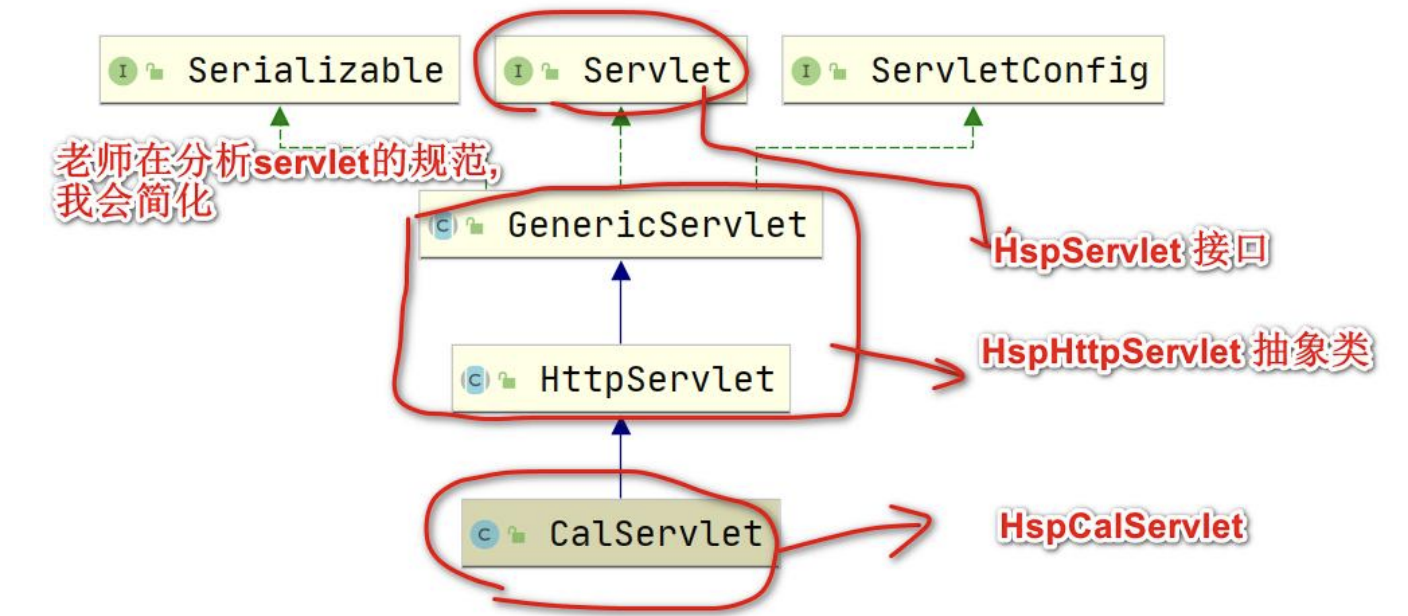 Serializable
Servlet
ServletConfig
老师在分析servlet的规范,
我会简化
GenericServlet
HspServlet 接口
HspHttpServlet 抽象类
HttpServlet
CalServlet
HspCalServlet